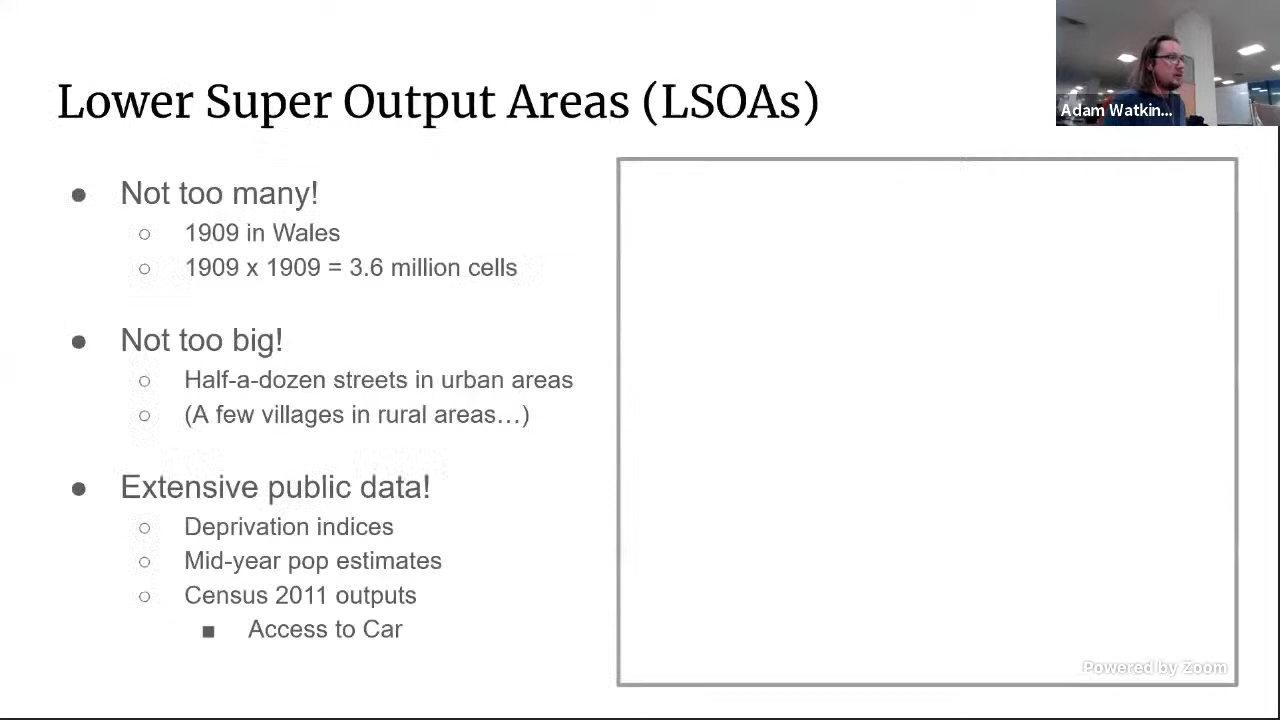 Lower Super Output Areas (LSOAs)
Adam Watkin...
● Not too many!
○ 1909 in Wales
○ 1909 x 1909 = 3.6 million cells
● Not too big!
○ Half-a-dozen streets in urban areas
○ (A few villages in rural areas…)
● Extensive public data!
○ Deprivation indices
○ Mid-year pop estimates
○ Census 2011 outputs
■ Access to Car
Powered by Zoom